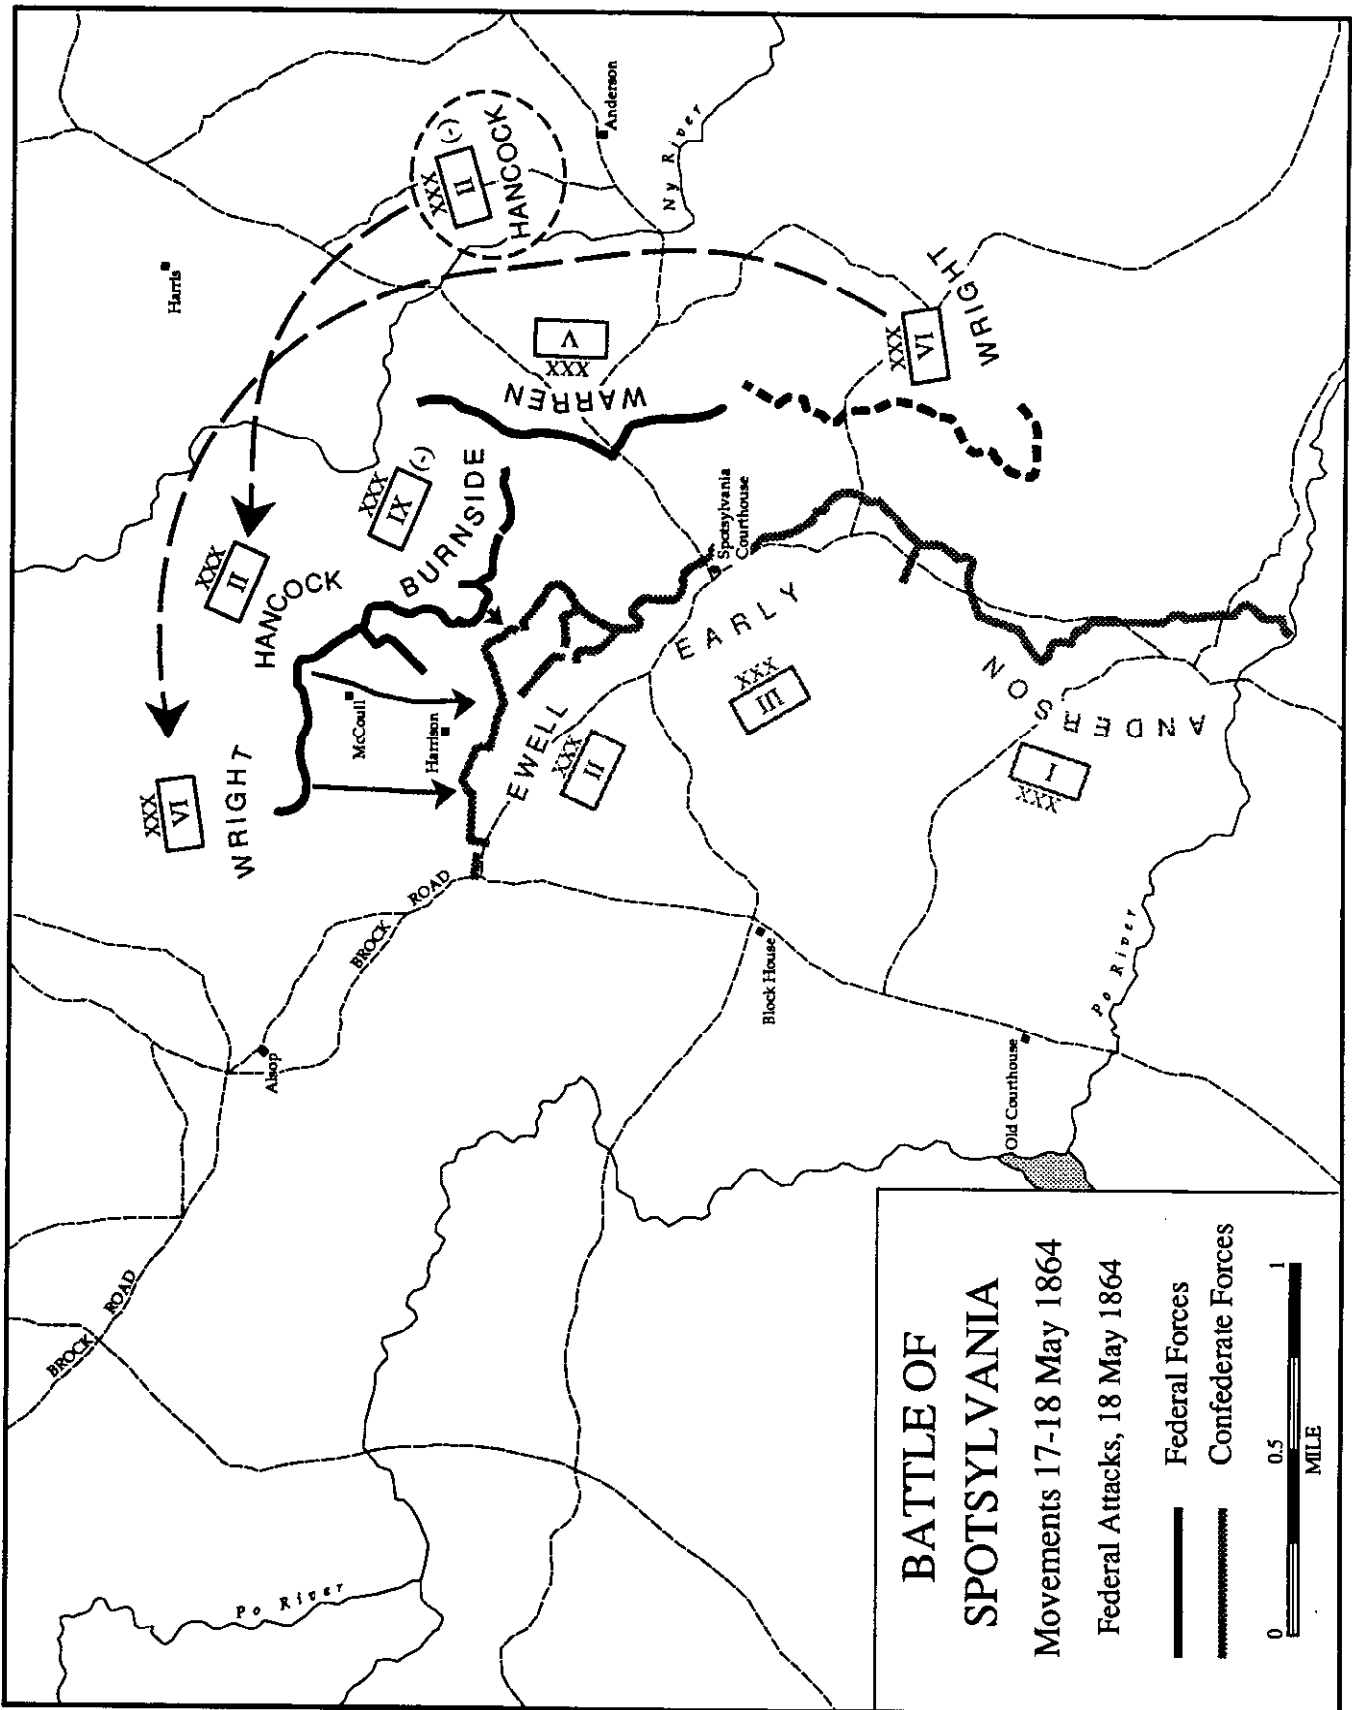 BATTLE OF
SPOTSYLVANIA
Movements 17-18 May 1864
Federal Attacks, 18 May 1864
Federal Forces
Confederate Forces
0 0.5 1
MILE
BROCK ROAD
Po River
Alsop
BROCK ROAD
Block House
Old Courthouse
Po River
XXX
VI
WRIGHT
XXX
II
HANCOCK
McCoull
Harrison
XXX
IX
(-)
BURNSIDE
Harris
XXX
II
(-)
HANCOCK
Anderson
Ny River
V
XXX
WARREN
XXX
VI
WRIGHT
Spotsylvania
Courthouse
EWELL
XXX
II
EARLY
XXX
III
ANDERSON
I
XXX